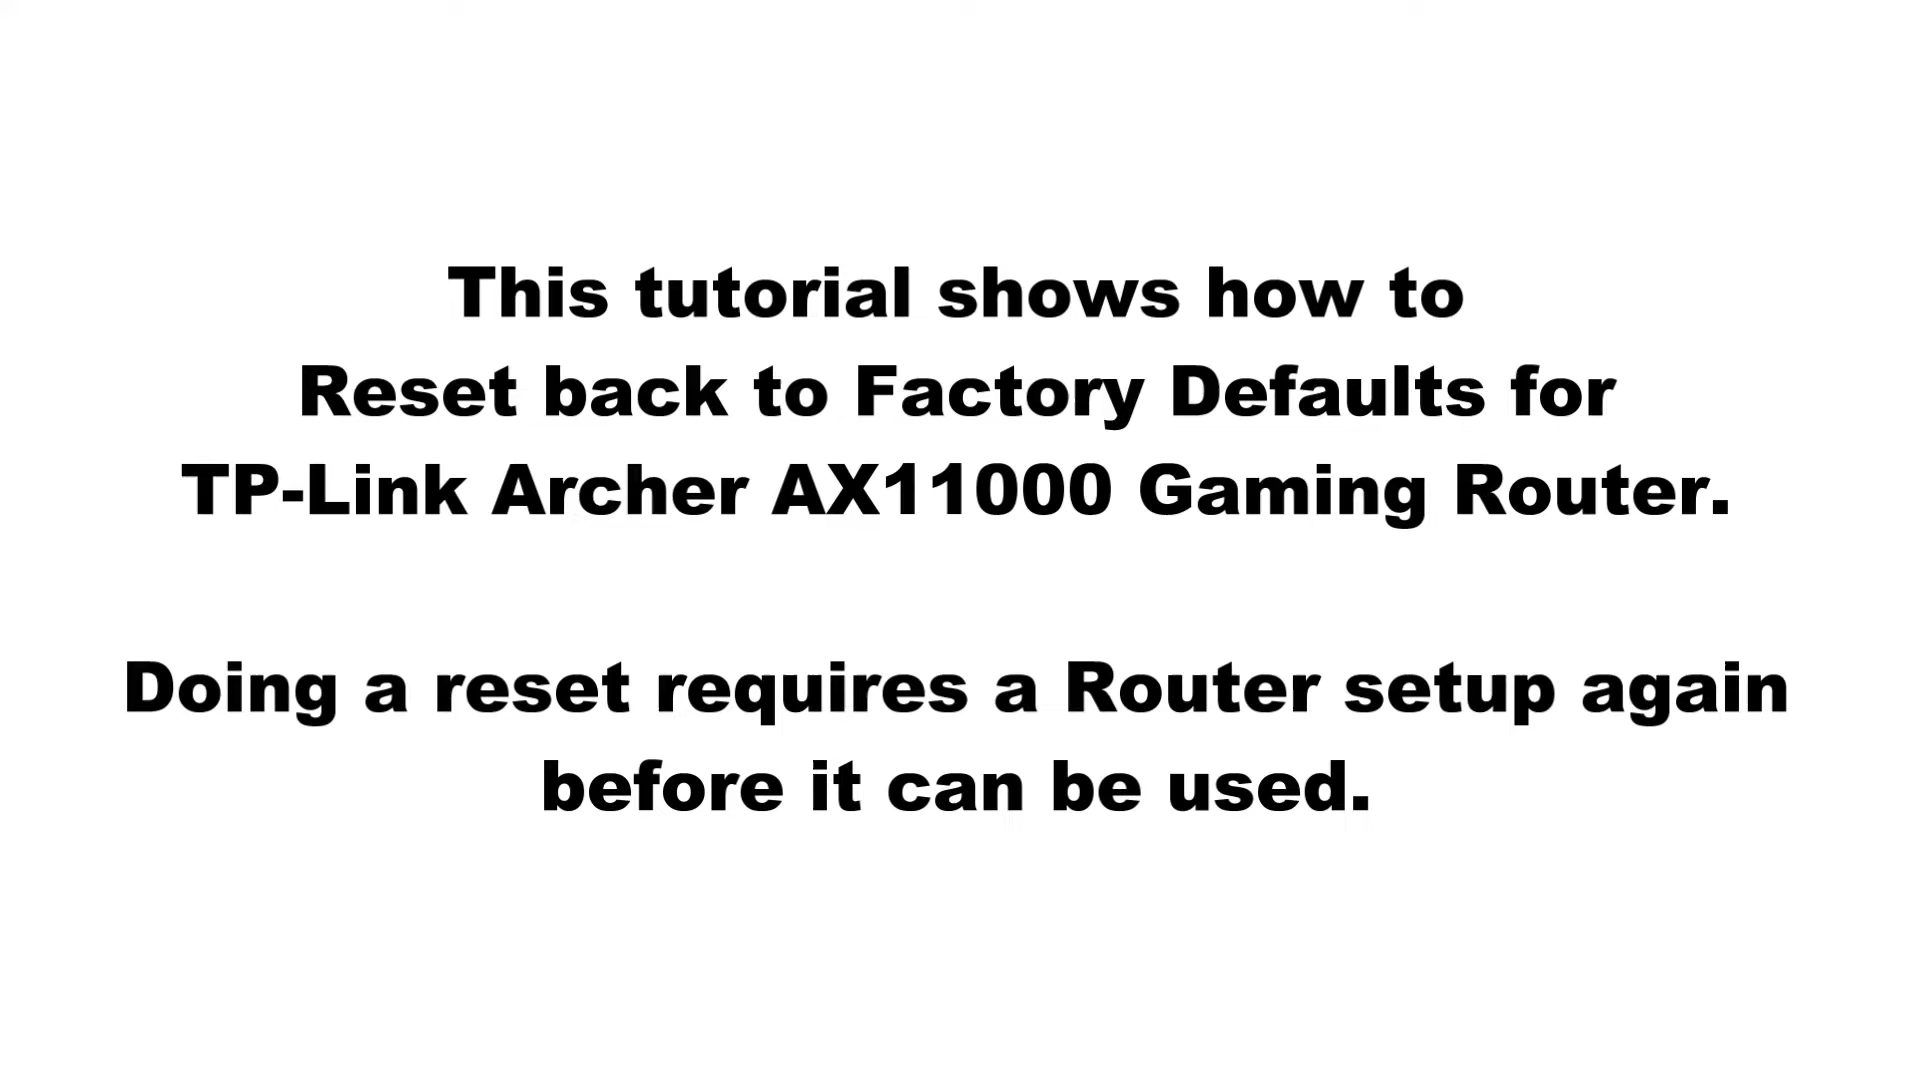 This tutorial shows how to
Reset back to Factory Defaults for
TP-Link Archer AX11000 Gaming Router.
Doing a reset requires a Router setup again
before it can be used.